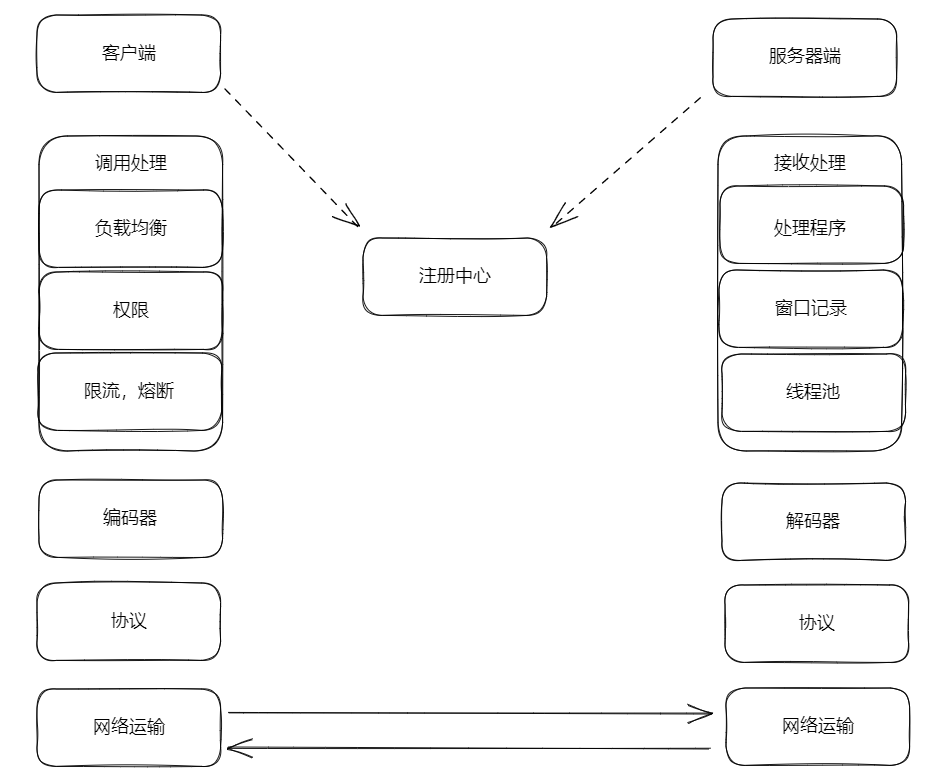 客户端
服务器端
调用处理
接收处理
负载均衡
处理程序
注册中心
权限
窗口记录
限流，熔断
线程池
编码器
解码器
协议
协议
网络运输
网络运输